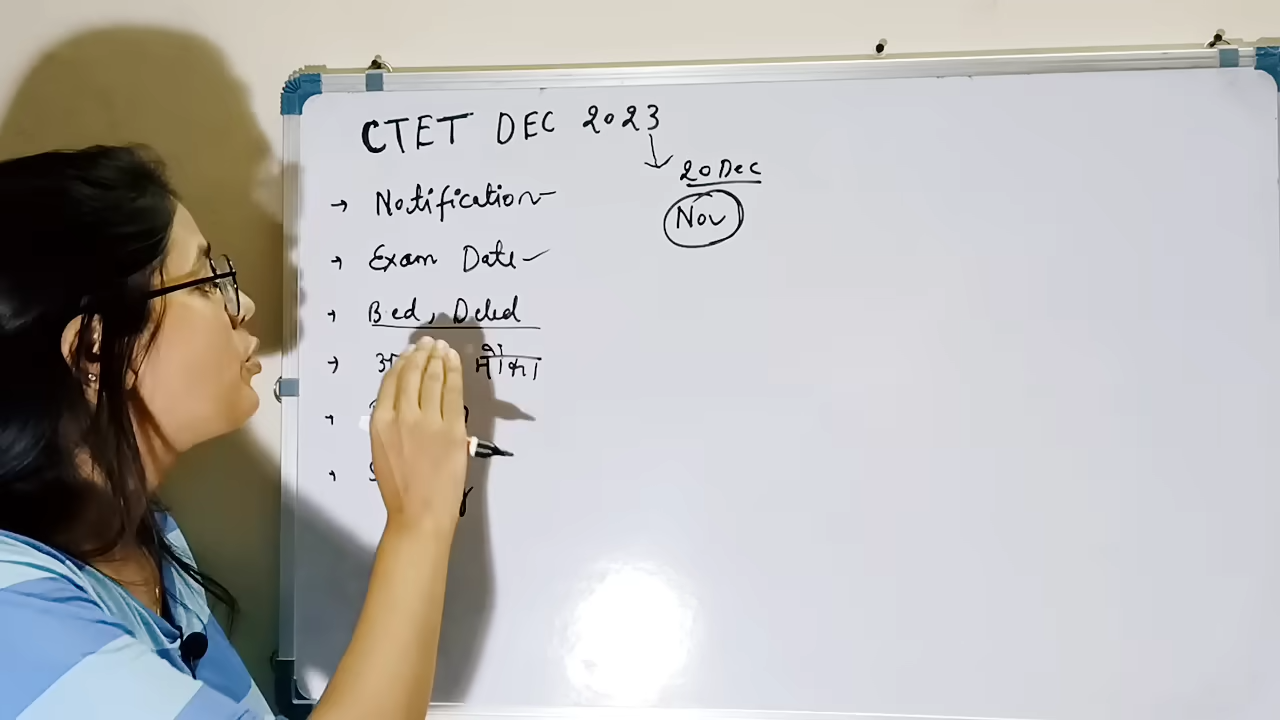 CTET DEC 2023
20 Dec
→ Notification-
Nov
→ Exam Date -
→ Bed, Deled
→
→
→